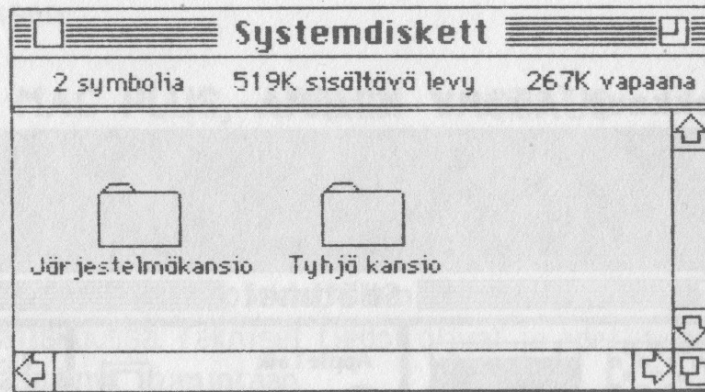 Systemdiskett
2 symbolia 519K sisältävä levy 267K vapaana
Järjestelmäkansio Tyhjä kansio